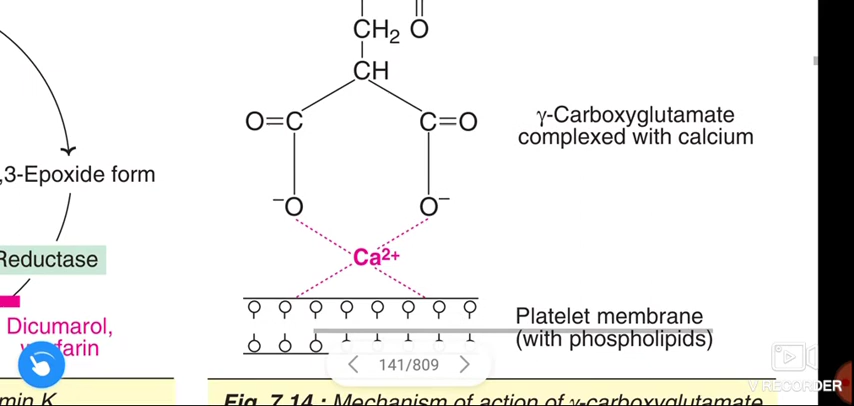 CH₂ O
CH
O=C
C=O
γ-Carboxyglutamate
complexed with calcium
,3-Epoxide form
⁻O
O⁻
Reductase
Ca²⁺
Dicumarol,
Platelet membrane
(with phospholipids)
141/809
V RECORDER
min K
Fig. 7.14 : Mechanism of action of γ-carboxyglutamate